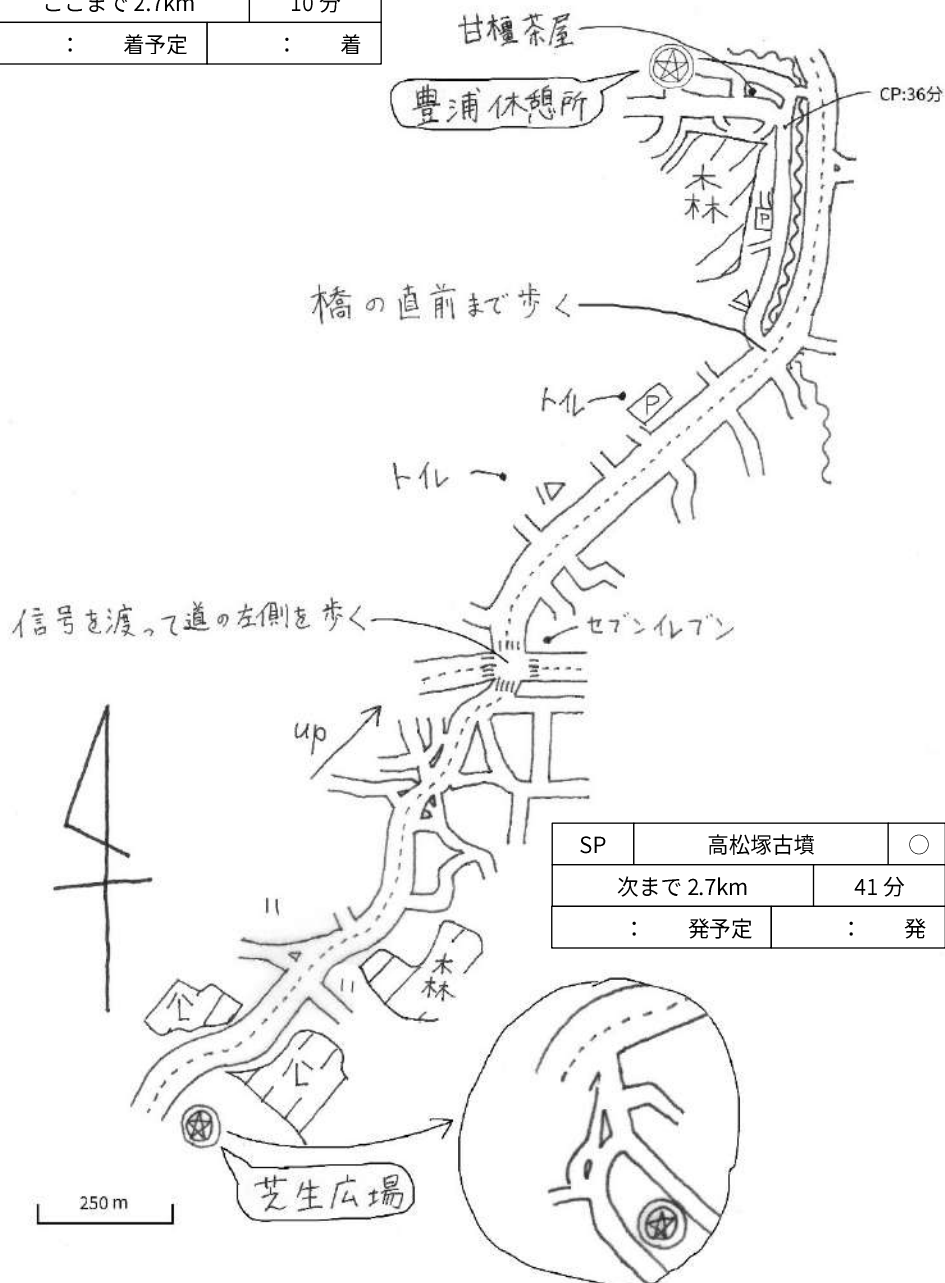 ここまで 2.7km 10 分
： 着予定 ： 着
甘樫茶屋
豊浦休憩所
CP:36分
森
P
橋の直前まで歩く
トイレ
P
トイレ
信号を渡って道の左側を歩く
セブンイレブン
up
SP 高松塚古墳 ○
次まで 2.7km 41 分
： 発予定 ： 発
森
芝生広場
250 m